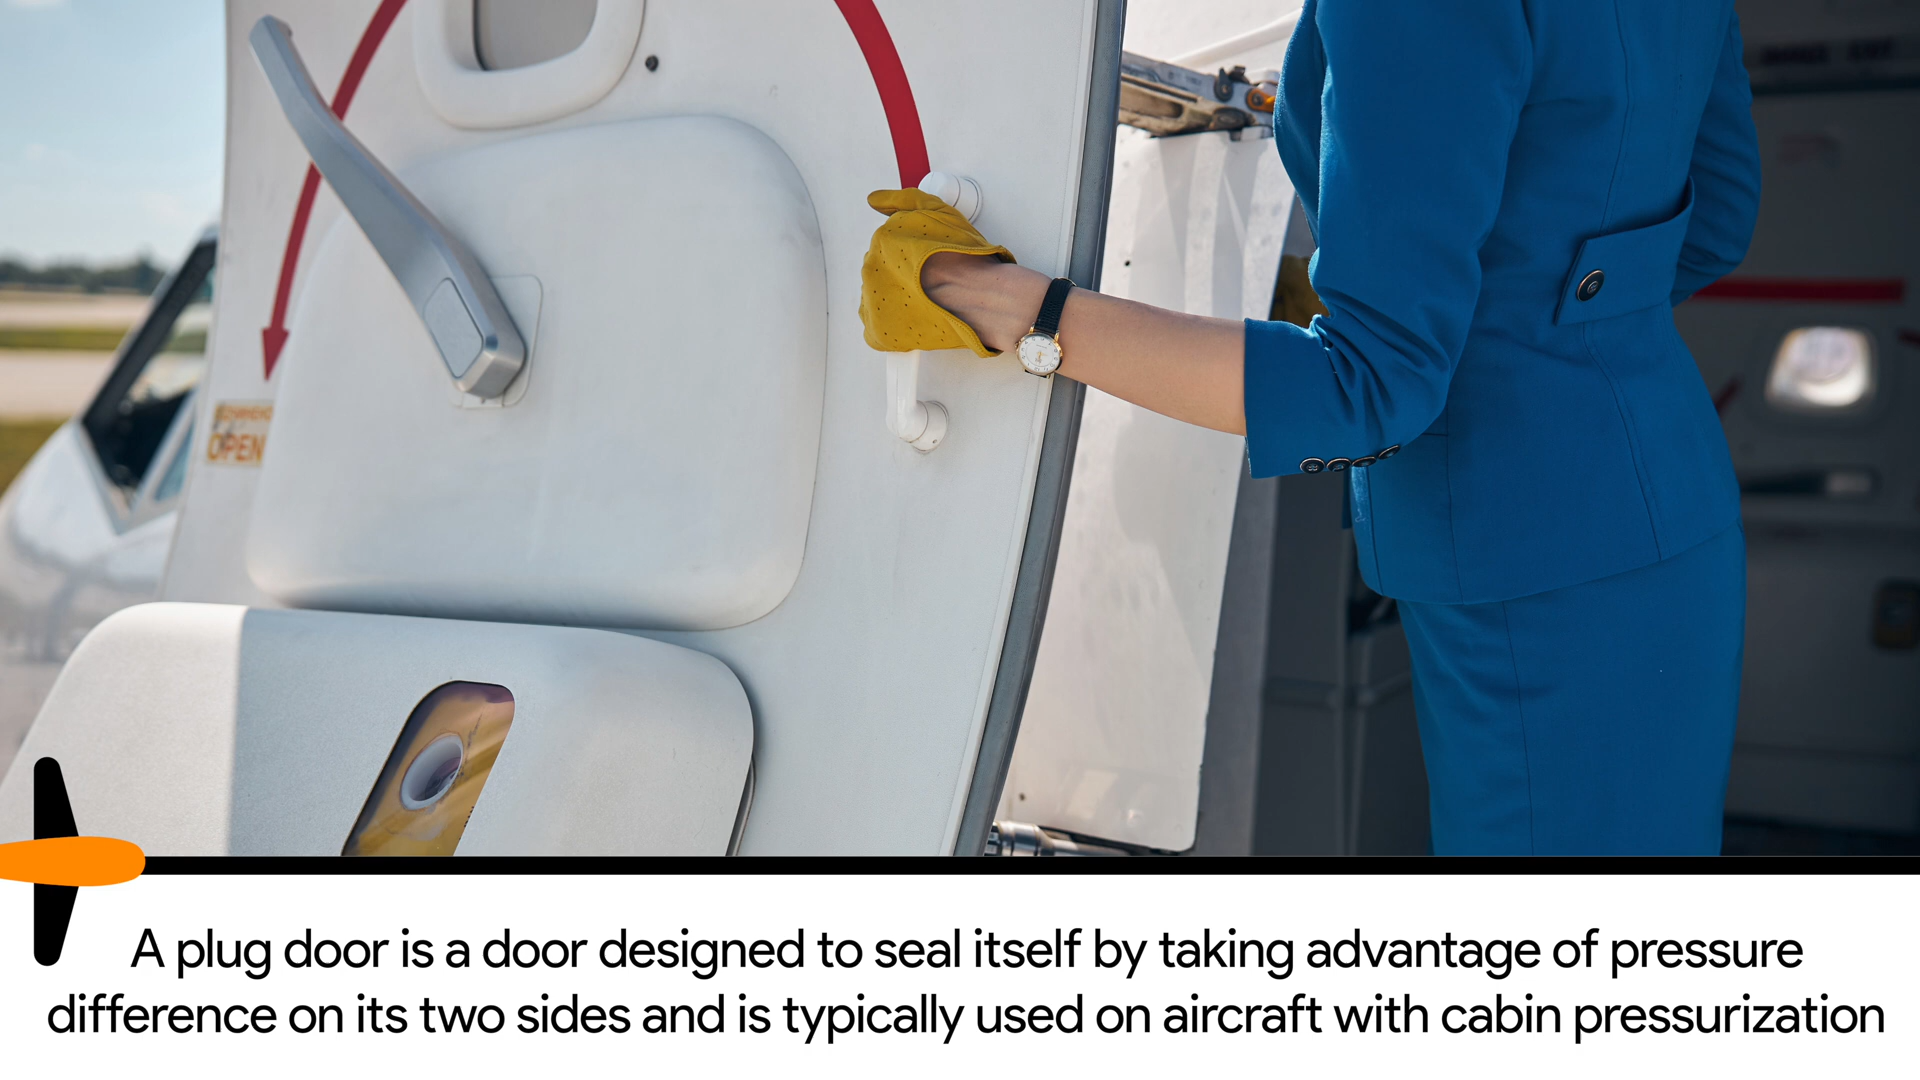 OPEN
A plug door is a door designed to seal itself by taking advantage of pressure
difference on its two sides and is typically used on aircraft with cabin pressurization